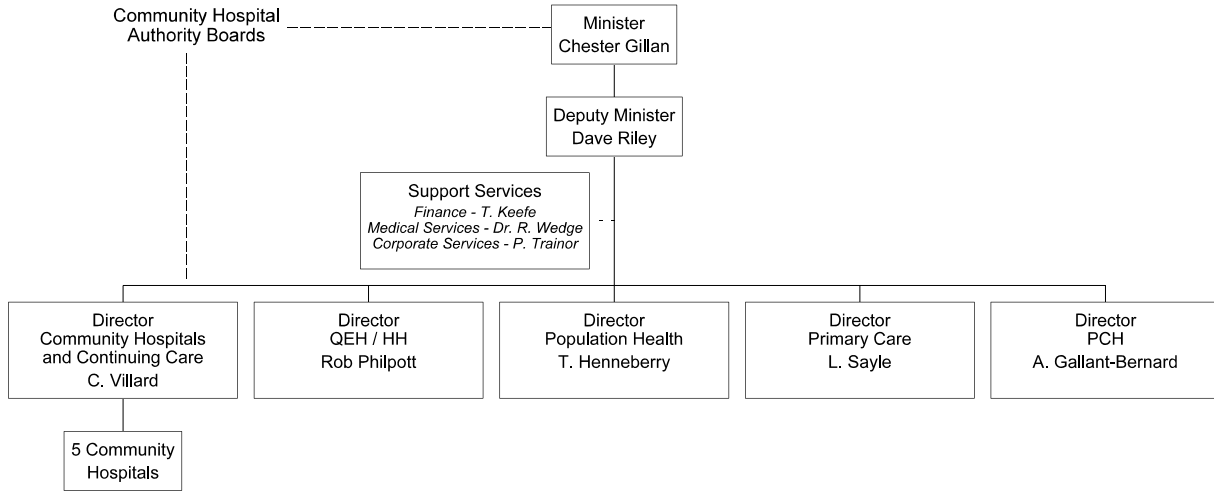 Community Hospital
Authority Boards
Minister
Chester Gillan
Deputy Minister
Dave Riley
Support Services
Finance - T. Keefe
Medical Services - Dr. R. Wedge
Corporate Services - P. Trainor
Director
Community Hospitals
and Continuing Care
C. Villard
Director
QEH / HH
Rob Philpott
Director
Population Health
T. Henneberry
Director
Primary Care
L. Sayle
Director
PCH
A. Gallant-Bernard
5 Community
Hospitals